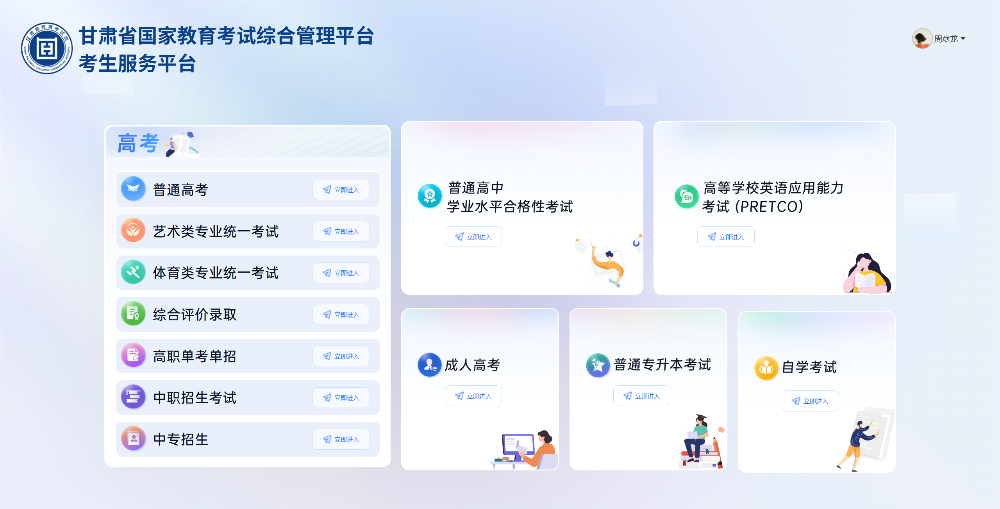 甘肃省教育考试院
GANSU PROVINCIAL EDUCATION EXAMINATIONS AUTHORITY
甘肃省国家教育考试综合管理平台
考生服务平台
周彦龙
高考
普通高考
立即进入
艺术类专业统一考试
立即进入
体育类专业统一考试
立即进入
综合评价录取
立即进入
高职单考单招
立即进入
中职招生考试
立即进入
中专招生
立即进入
普通高中
学业水平合格性考试
立即进入
En
高等学校英语应用能力
考试 (PRETCO)
立即进入
成人高考
立即进入
普通专升本考试
立即进入
自学考试
立即进入